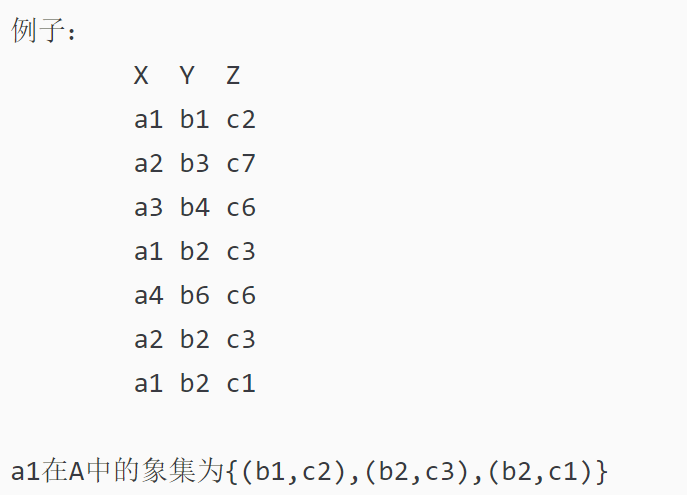 例子：
X Y Z
a1 b1 c2
a2 b3 c7
a3 b4 c6
a1 b2 c3
a4 b6 c6
a2 b2 c3
a1 b2 c1
a1在A中的象集为{(b1,c2),(b2,c3),(b2,c1)}